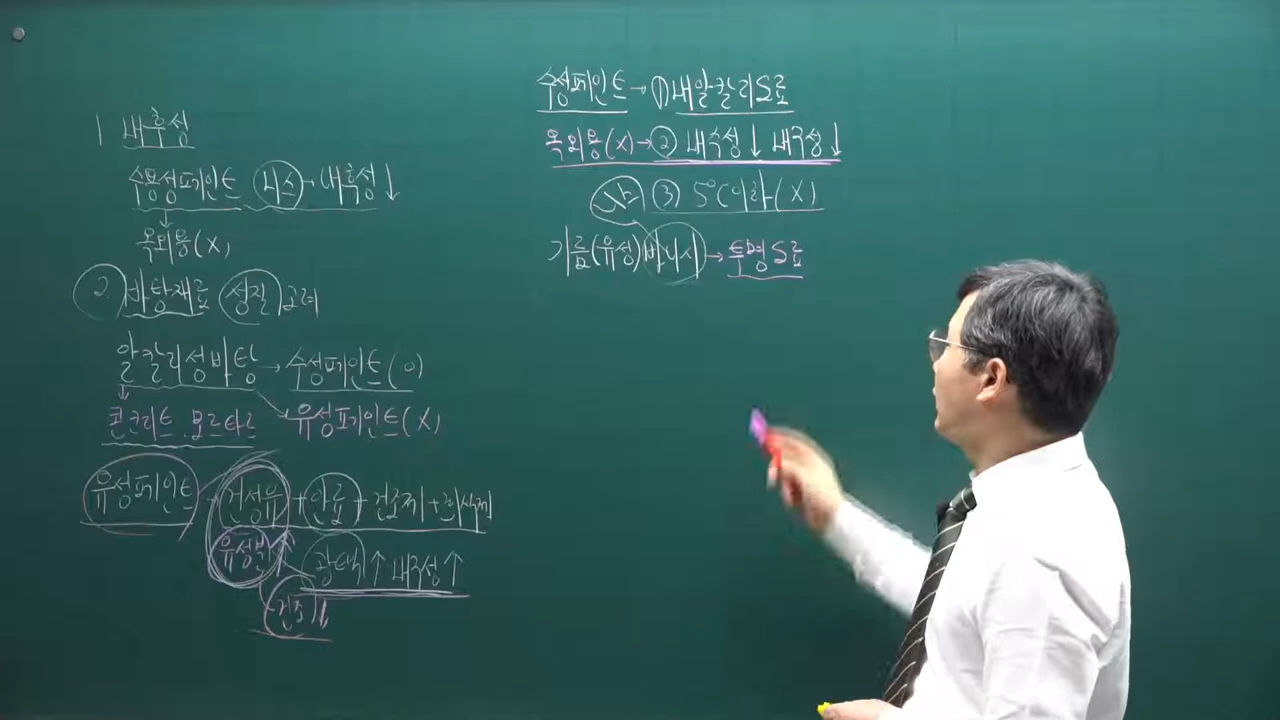 1 내후성
수용성페인트 니스→내후성↓
↓
옥외용(X)
2. 바탕재료 성질 고려
알칼리성바탕→수성페인트(O)
↓
콘크리트. 모르타르 유성페인트(X)
유성페인트 건성유+안료+건조제+희석제
유성분↑ 광택↑ 내구성↑
건조↓
수성페인트→① 내알칼리도료
옥외용(X)→② 내수성↓ 내구성↓
③ 5℃이하(X)
기름(유성)바니시→투명도료